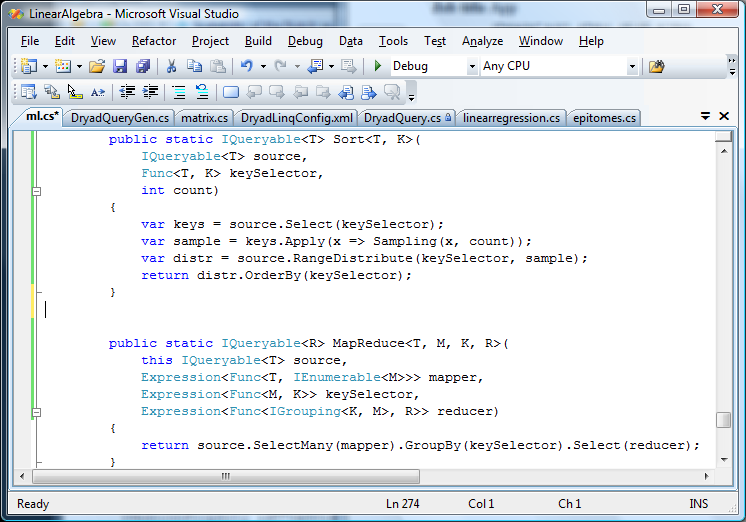 LinearAlgebra - Microsoft Visual Studio
File Edit View Refactor Project Build Debug Data Tools Test Analyze Window Help
Debug Any CPU
ml.cs* DryadQueryGen.cs matrix.cs DryadLinqConfig.xml DryadQuery.cs linearregression.cs epitomes.cs
public static IQueryable<T> Sort<T, K>(
IQueryable<T> source,
Func<T, K> keySelector,
int count)
{
var keys = source.Select(keySelector);
var sample = keys.Apply(x => Sampling(x, count));
var distr = source.RangeDistribute(keySelector, sample);
return distr.OrderBy(keySelector);
}
public static IQueryable<R> MapReduce<T, M, K, R>(
this IQueryable<T> source,
Expression<Func<T, IEnumerable<M>>> mapper,
Expression<Func<M, K>> keySelector,
Expression<Func<IGrouping<K, M>, R>> reducer)
{
return source.SelectMany(mapper).GroupBy(keySelector).Select(reducer);
}
Ready Ln 274 Col 1 Ch 1 INS